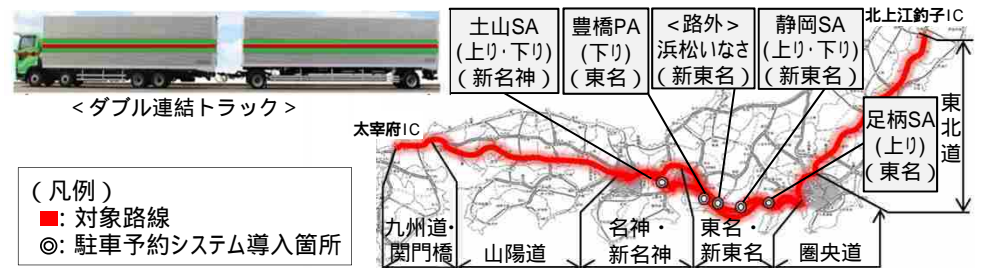 <ダブル連結トラック>
(凡例)
■: 対象路線
◎: 駐車予約システム導入箇所
土山SA
(上り・下り)
(新名神)
豊橋PA
(下り)
(東名)
<路外>
浜松いなさ
(新東名)
静岡SA
(上り・下り)
(新東名)
足柄SA
(上り)
(東名)
北上江釣子IC
東北道
太宰府IC
九州道・
関門橋
山陽道
名神・
新名神
東名・
新東名
圏央道